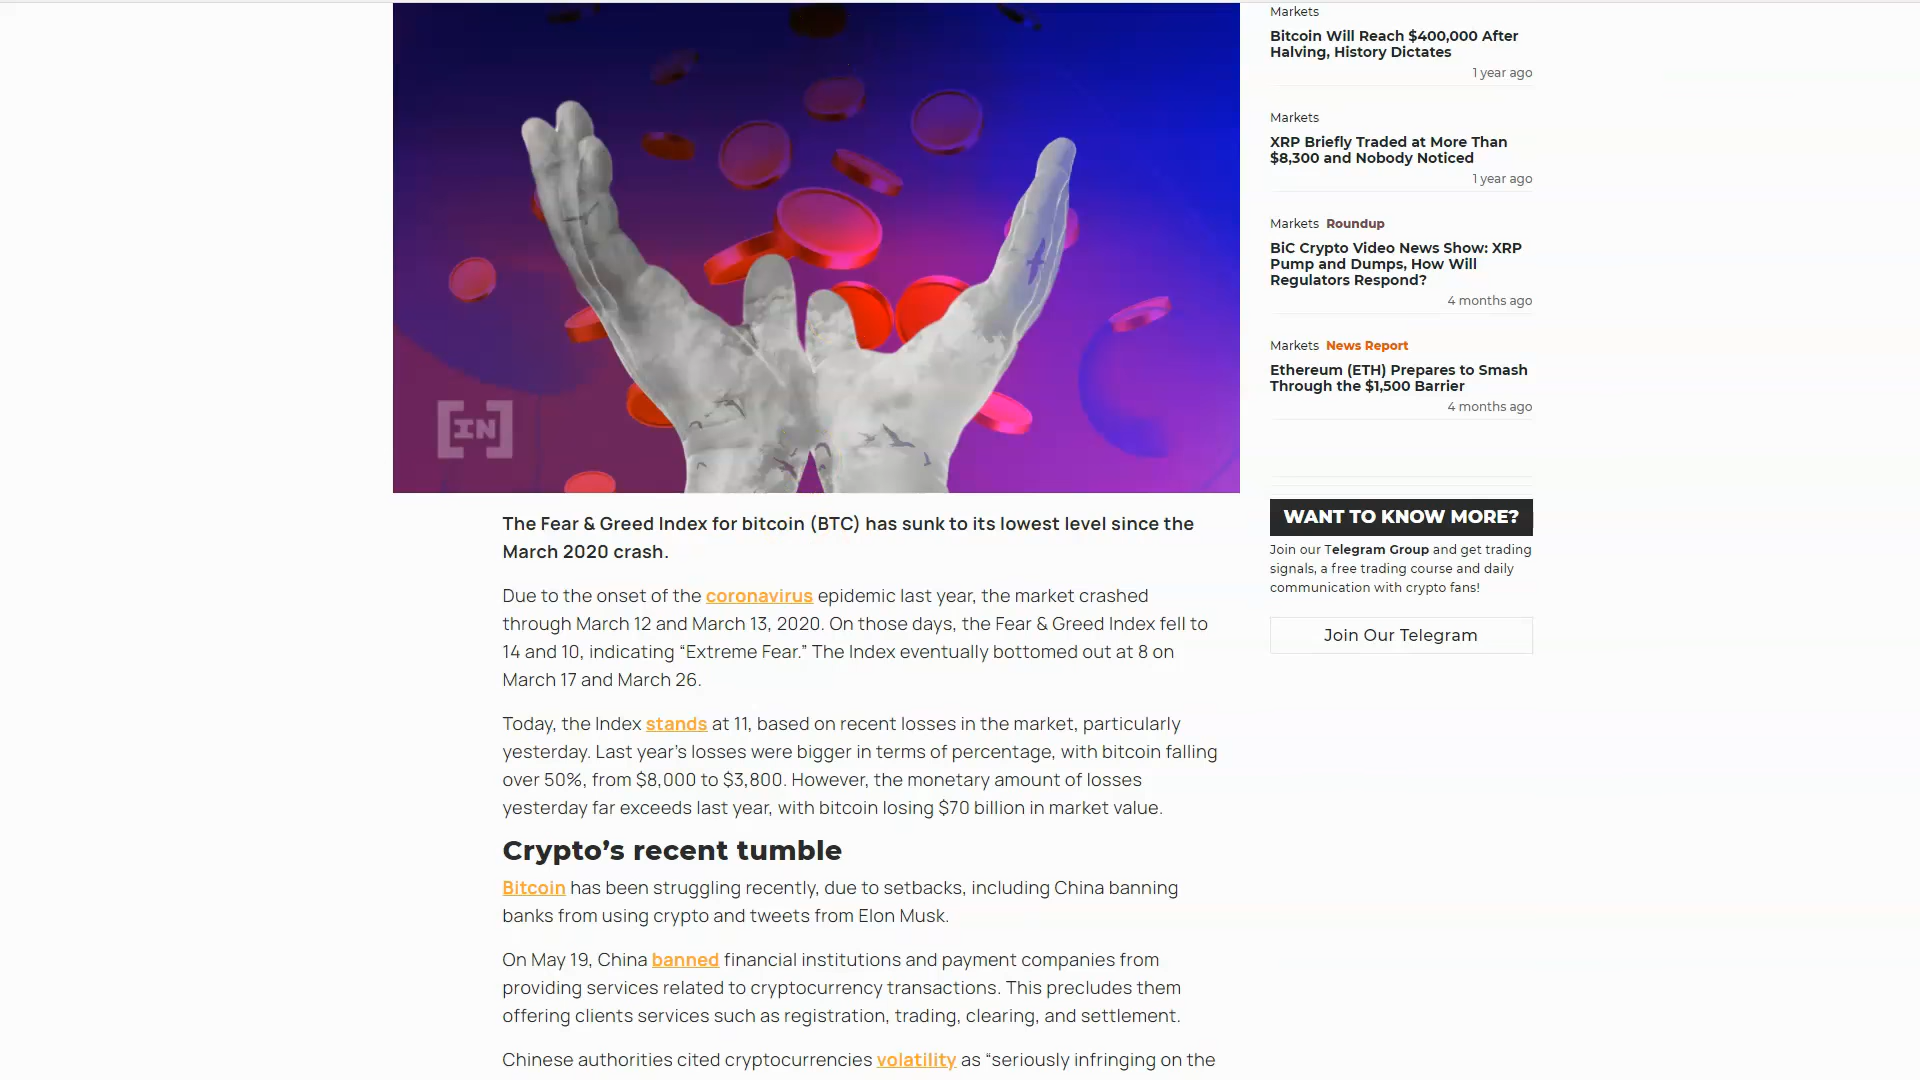 [IN]
The Fear & Greed Index for bitcoin (BTC) has sunk to its lowest level since the
March 2020 crash.
Due to the onset of the coronavirus epidemic last year, the market crashed
through March 12 and March 13, 2020. On those days, the Fear & Greed Index fell to
14 and 10, indicating “Extreme Fear.” The Index eventually bottomed out at 8 on
March 17 and March 26.
Today, the Index stands at 11, based on recent losses in the market, particularly
yesterday. Last year’s losses were bigger in terms of percentage, with bitcoin falling
over 50%, from $8,000 to $3,800. However, the monetary amount of losses
yesterday far exceeds last year, with bitcoin losing $70 billion in market value.
Crypto’s recent tumble
Bitcoin has been struggling recently, due to setbacks, including China banning
banks from using crypto and tweets from Elon Musk.
On May 19, China banned financial institutions and payment companies from
providing services related to cryptocurrency transactions. This precludes them
offering clients services such as registration, trading, clearing, and settlement.
Chinese authorities cited cryptocurrencies volatility as “seriously infringing on the
Markets
Bitcoin Will Reach $400,000 After
Halving, History Dictates
1 year ago
Markets
XRP Briefly Traded at More Than
$8,300 and Nobody Noticed
1 year ago
Markets Roundup
BiC Crypto Video News Show: XRP
Pump and Dumps, How Will
Regulators Respond?
4 months ago
Markets News Report
Ethereum (ETH) Prepares to Smash
Through the $1,500 Barrier
4 months ago
WANT TO KNOW MORE?
Join our Telegram Group and get trading
signals, a free trading course and daily
communication with crypto fans!
Join Our Telegram